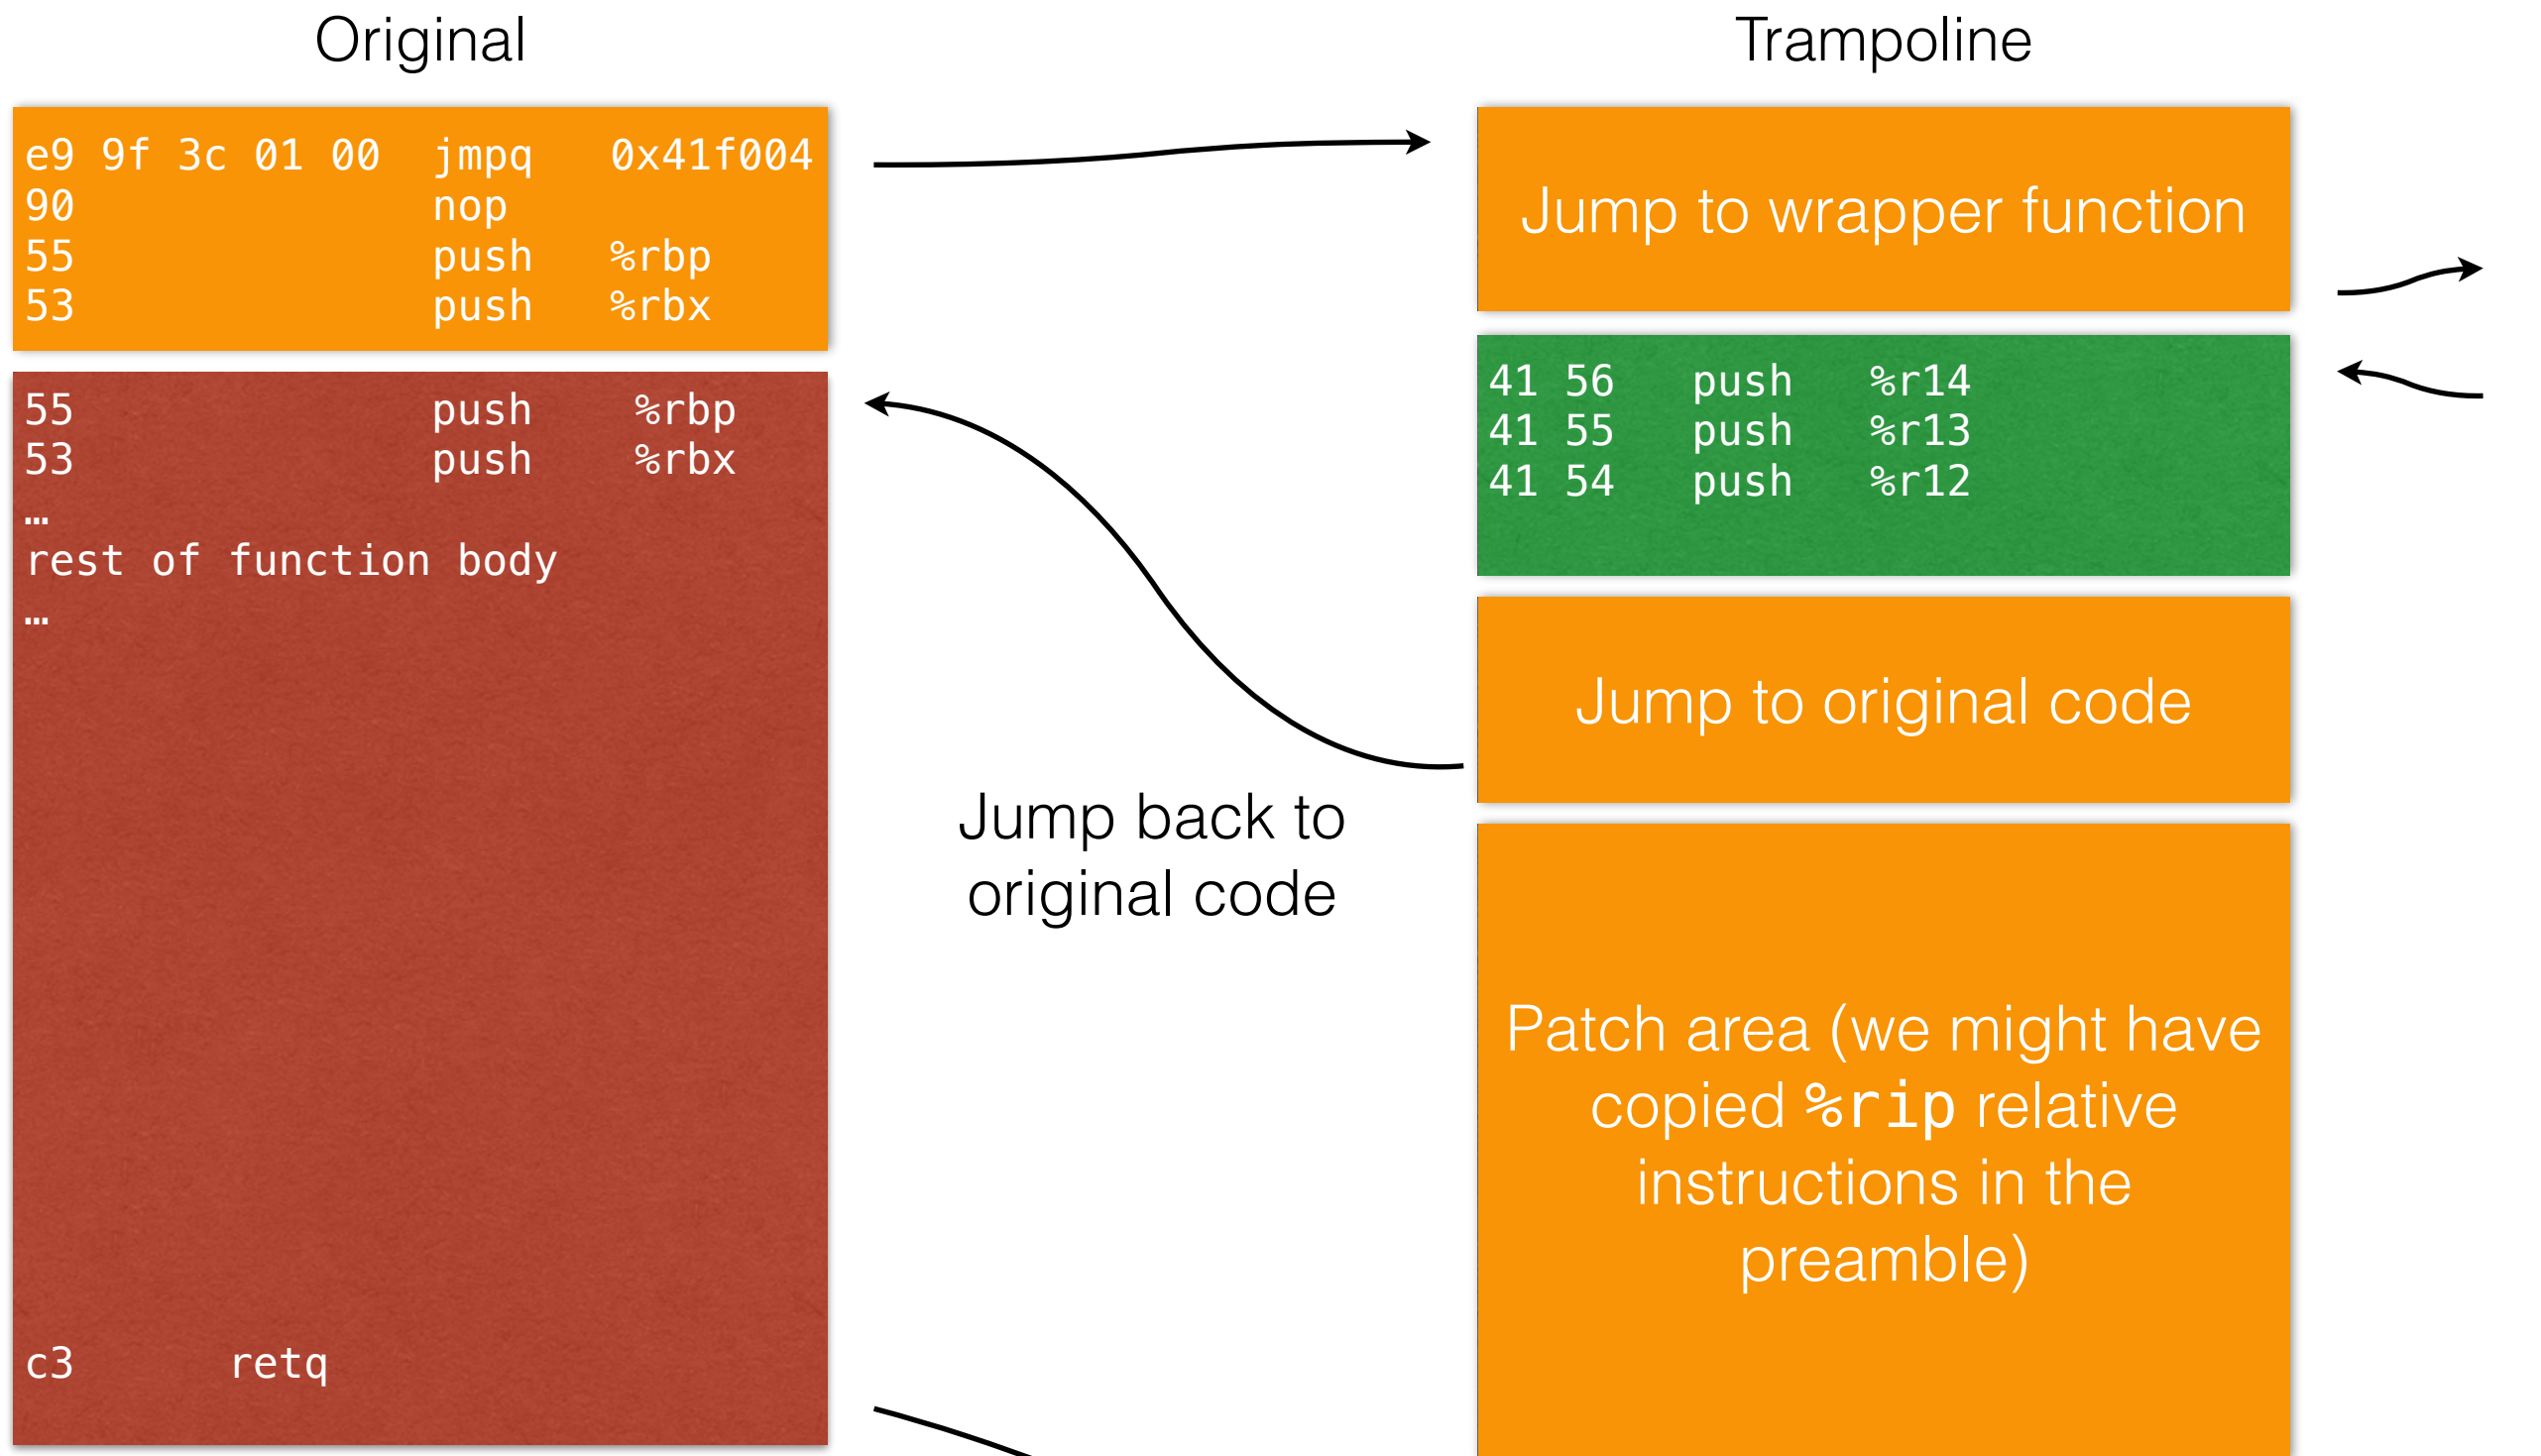 Original
e9 9f 3c 01 00 jmpq 0x41f004
90 nop
55 push %rbp
53 push %rbx
55 push %rbp
53 push %rbx
…
rest of function body
…
c3 retq
Jump back to
original code
Trampoline
Jump to wrapper function
41 56 push %r14
41 55 push %r13
41 54 push %r12
Jump to original code
Patch area (we might have
copied %rip relative
instructions in the
preamble)